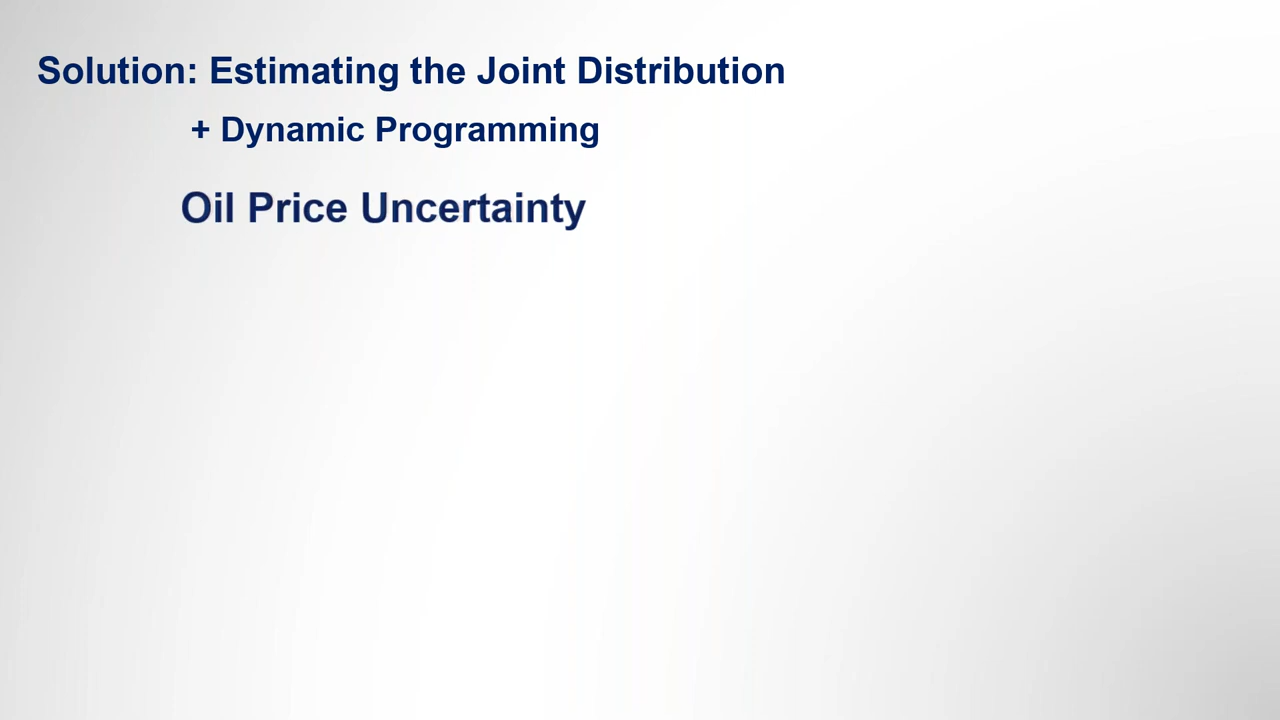 Solution: Estimating the Joint Distribution
+ Dynamic Programming
Oil Price Uncertainty